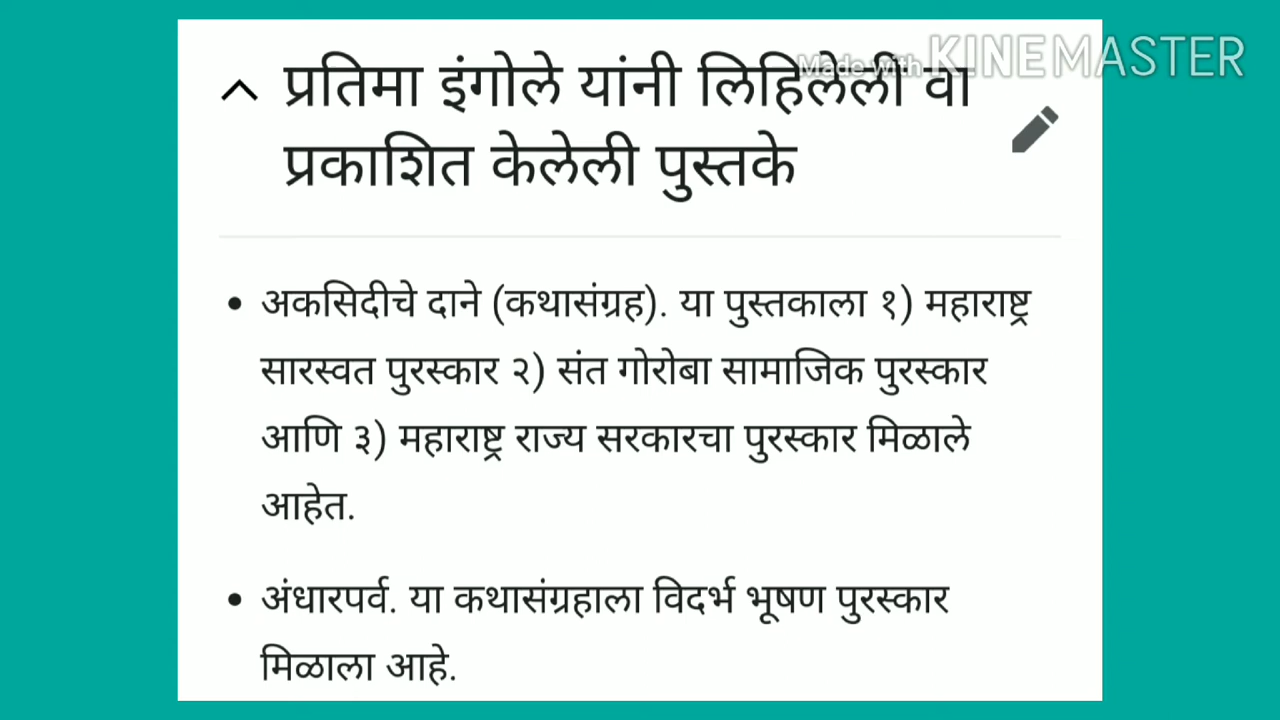 Made with KINEMASTER
प्रतिमा इंगोले यांनी लिहिलेली वा
प्रकाशित केलेली पुस्तके
• अकसिदीचे दाने (कथासंग्रह). या पुस्तकाला १) महाराष्ट्र
सारस्वत पुरस्कार २) संत गोरोबा सामाजिक पुरस्कार
आणि ३) महाराष्ट्र राज्य सरकारचा पुरस्कार मिळाले
आहेत.
• अंधारपर्व. या कथासंग्रहाला विदर्भ भूषण पुरस्कार
मिळाला आहे.